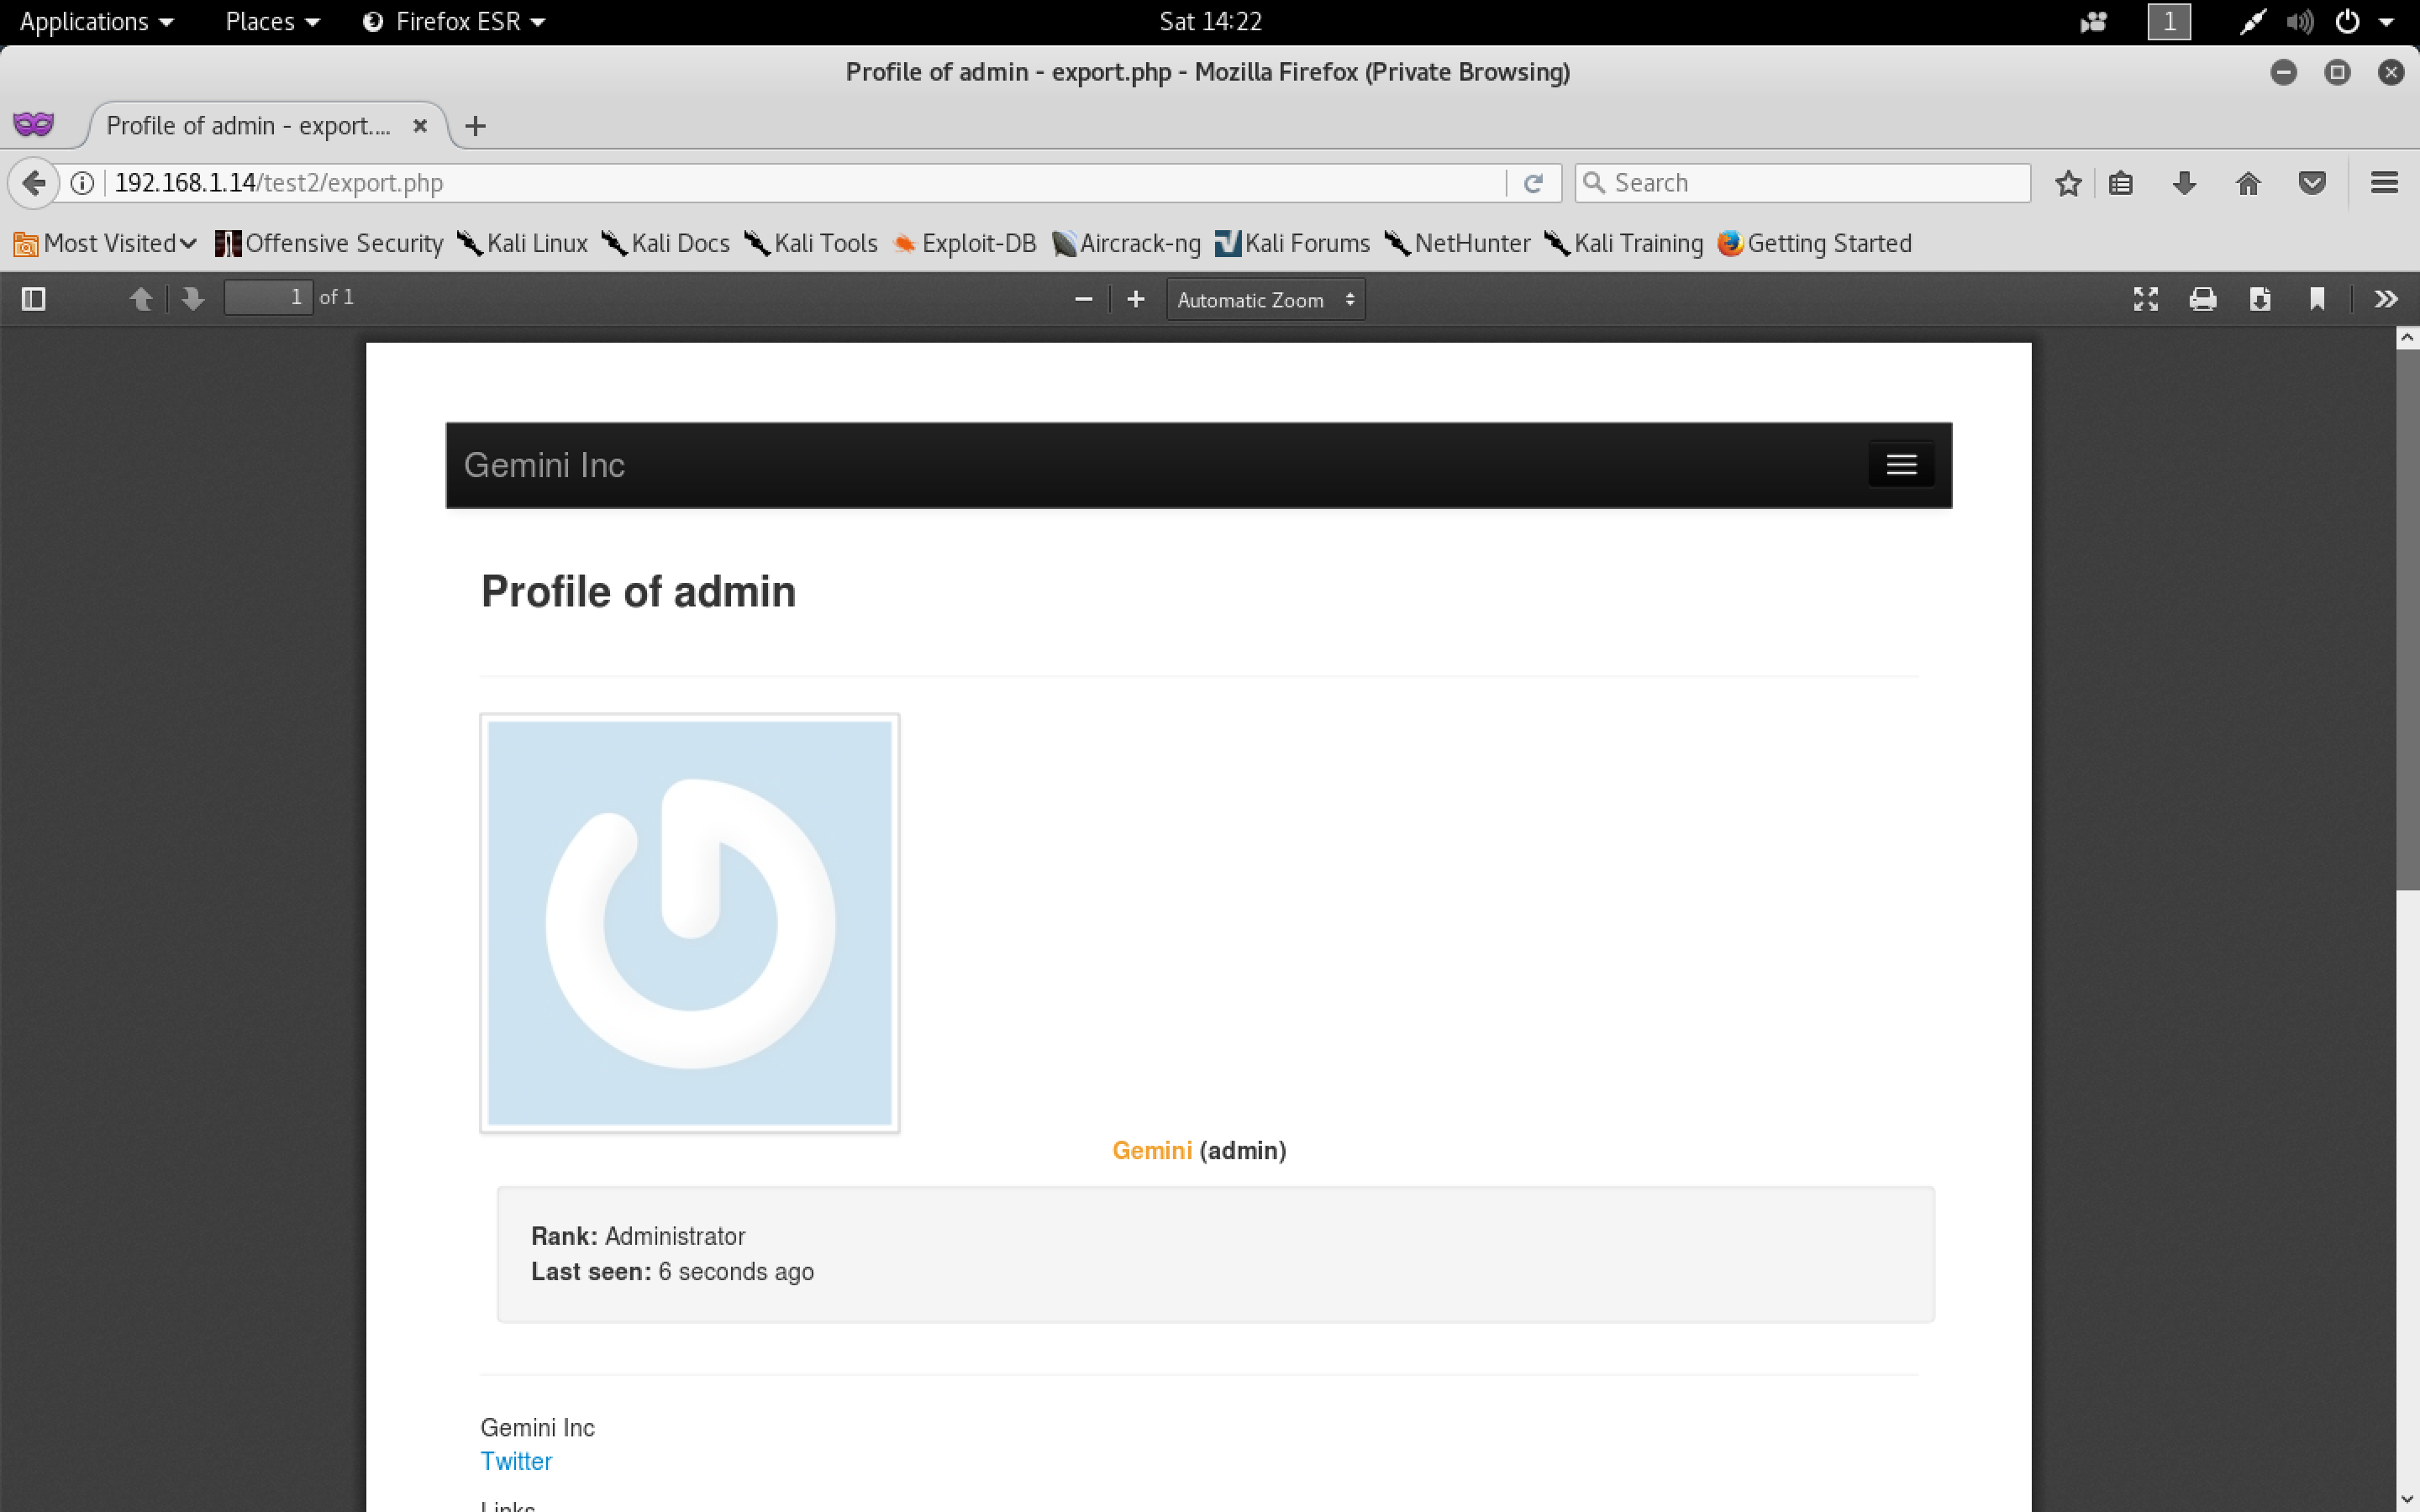 Applications Places Firefox ESR Sat 14:22 1
Profile of admin - export.php - Mozilla Firefox (Private Browsing)
Profile of admin - export.…
192.168.1.14/test2/export.php Search
Most Visited Offensive Security Kali Linux Kali Docs Kali Tools Exploit-DB Aircrack-ng Kali Forums NetHunter Kali Training Getting Started
1 of 1 Automatic Zoom
Gemini Inc
Profile of admin
Gemini (admin)
Rank: Administrator
Last seen: 6 seconds ago
Gemini Inc
Twitter
Links